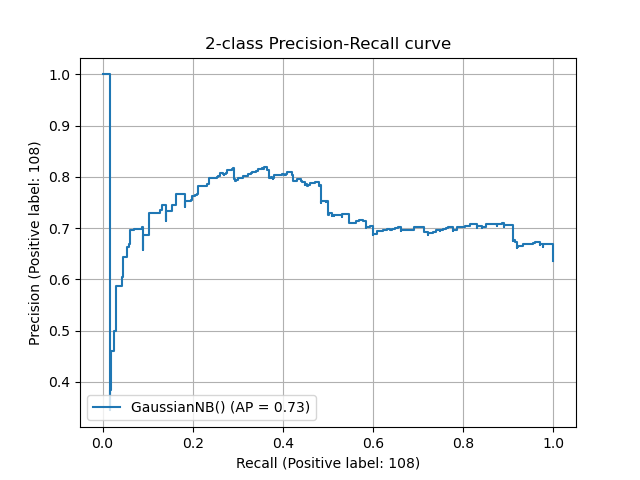 2-class Precision-Recall curve
1.0
0.9
0.8
0.7
0.6
0.5
0.4
Precision (Positive label: 108)
GaussianNB() (AP = 0.73)
0.0 0.2 0.4 0.6 0.8 1.0
Recall (Positive label: 108)